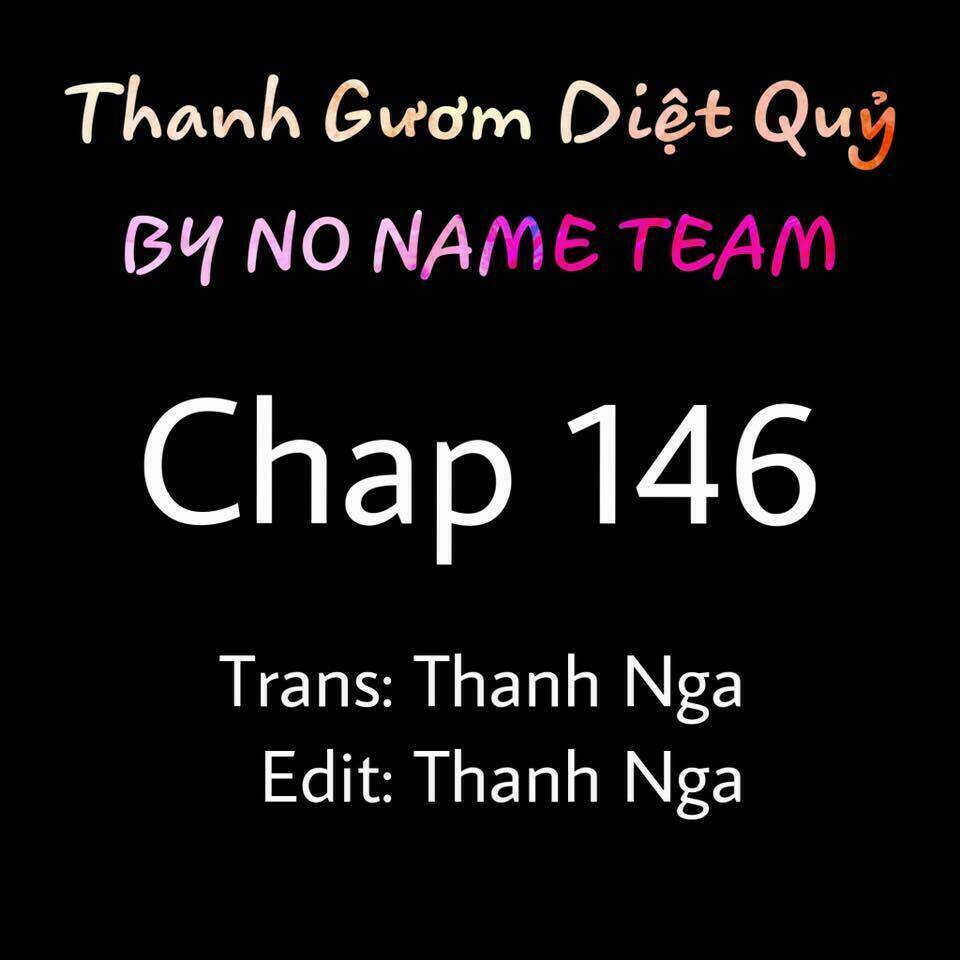 Thanh Gươm Diệt Quỷ
BY NO NAME TEAM
Chap 146
Trans: Thanh Nga
Edit: Thanh Nga